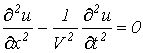 ∂²u/∂x² − 1/V² ∂²u/∂t² = 0